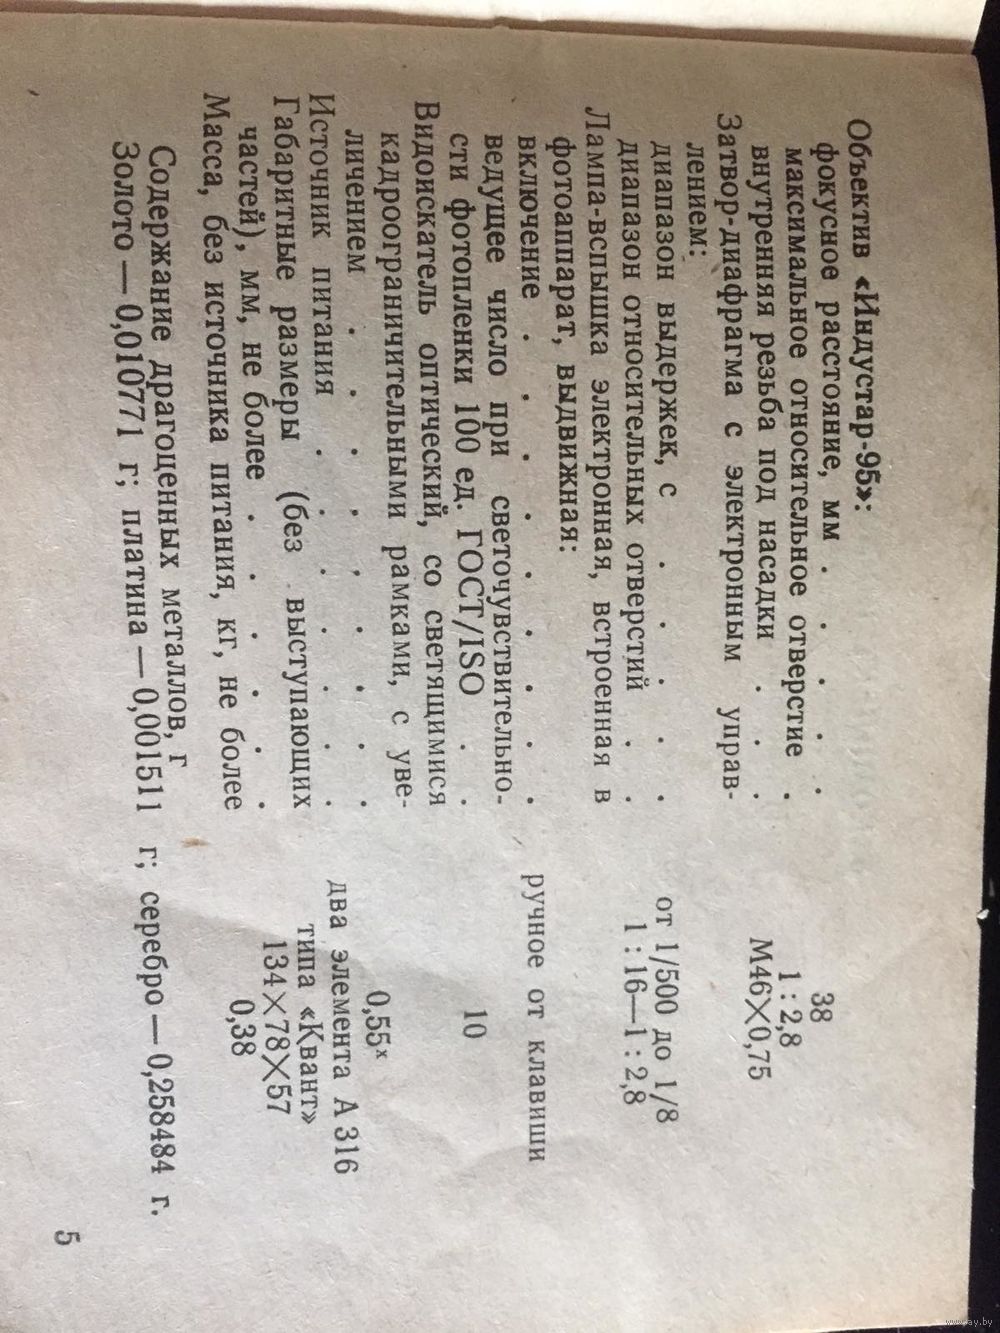 Объектив «Индустар-95»:
фокусное расстояние, мм . . . . 38
максимальное относительное отверстие . 1 : 2,8
внутренняя резьба под насадки . . . М46×0,75
Затвор-диафрагма с электронным управ-
лением:
диапазон выдержек, с . . . . . от 1/500 до 1/8
диапазон относительных отверстий . . 1 : 16—1 : 2,8
Лампа-вспышка электронная, встроенная в
фотоаппарат, выдвижная:
включение . . . . . . . . ручное от клавиши
ведущее число при светочувствительно-
сти фотопленки 100 ед. ГОСТ/ISO . . 10
Видоискатель оптический, со светящимися
кадроограничительными рамками, с уве-
личением . . . . . . . . 0,55ˣ
Источник питания . . . . . . два элемента А 316
типа «Квант»
Габаритные размеры (без выступающих
частей), мм, не более . . . . . 134×78×57
Масса, без источника питания, кг, не более 0,38
Содержание драгоценных металлов, г
Золото — 0,010771 г; платина — 0,001511 г; серебро — 0,258484 г.
5
www.ay.by